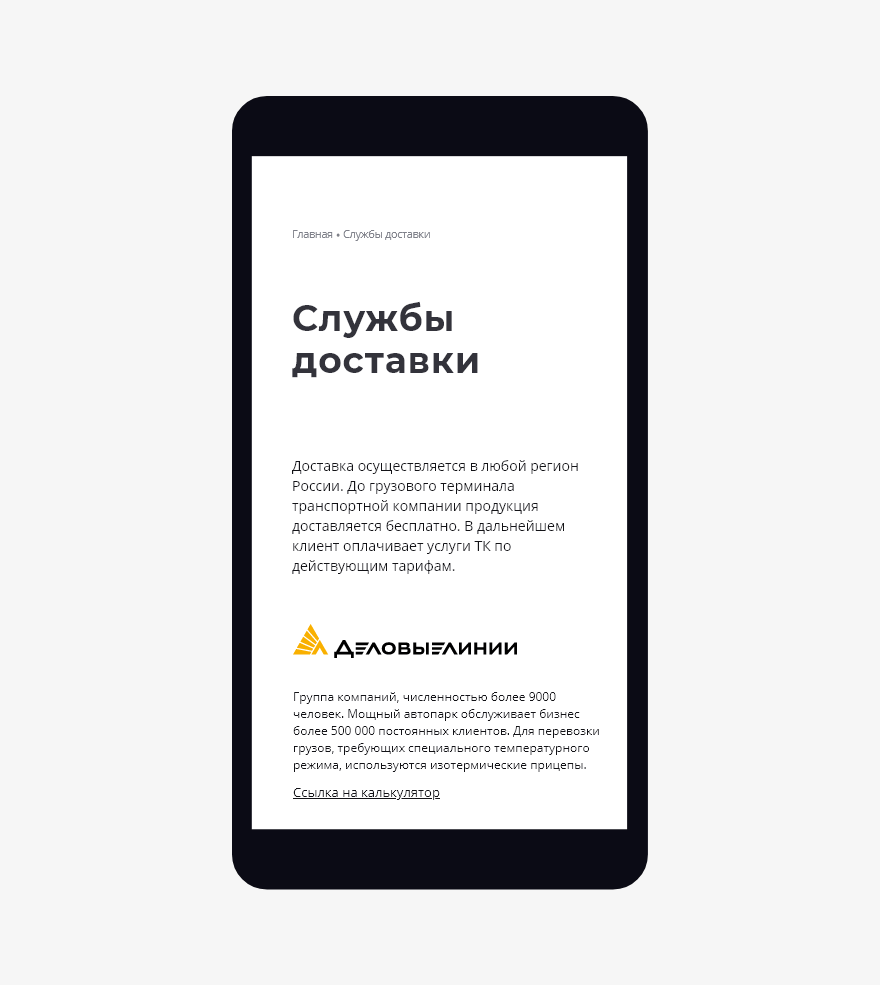 Главная • Службы доставки
Службы
доставки
Доставка осуществляется в любой регион
России. До грузового терминала
транспортной компании продукция
доставляется бесплатно. В дальнейшем
клиент оплачивает услуги ТК по
действующим тарифам.
ДЕЛОВЫЕ ЛИНИИ
Группа компаний, численностью более 9000
человек. Мощный автопарк обслуживает бизнес
более 500 000 постоянных клиентов. Для перевозки
грузов, требующих специального температурного
режима, используются изотермические прицепы.
Ссылка на калькулятор